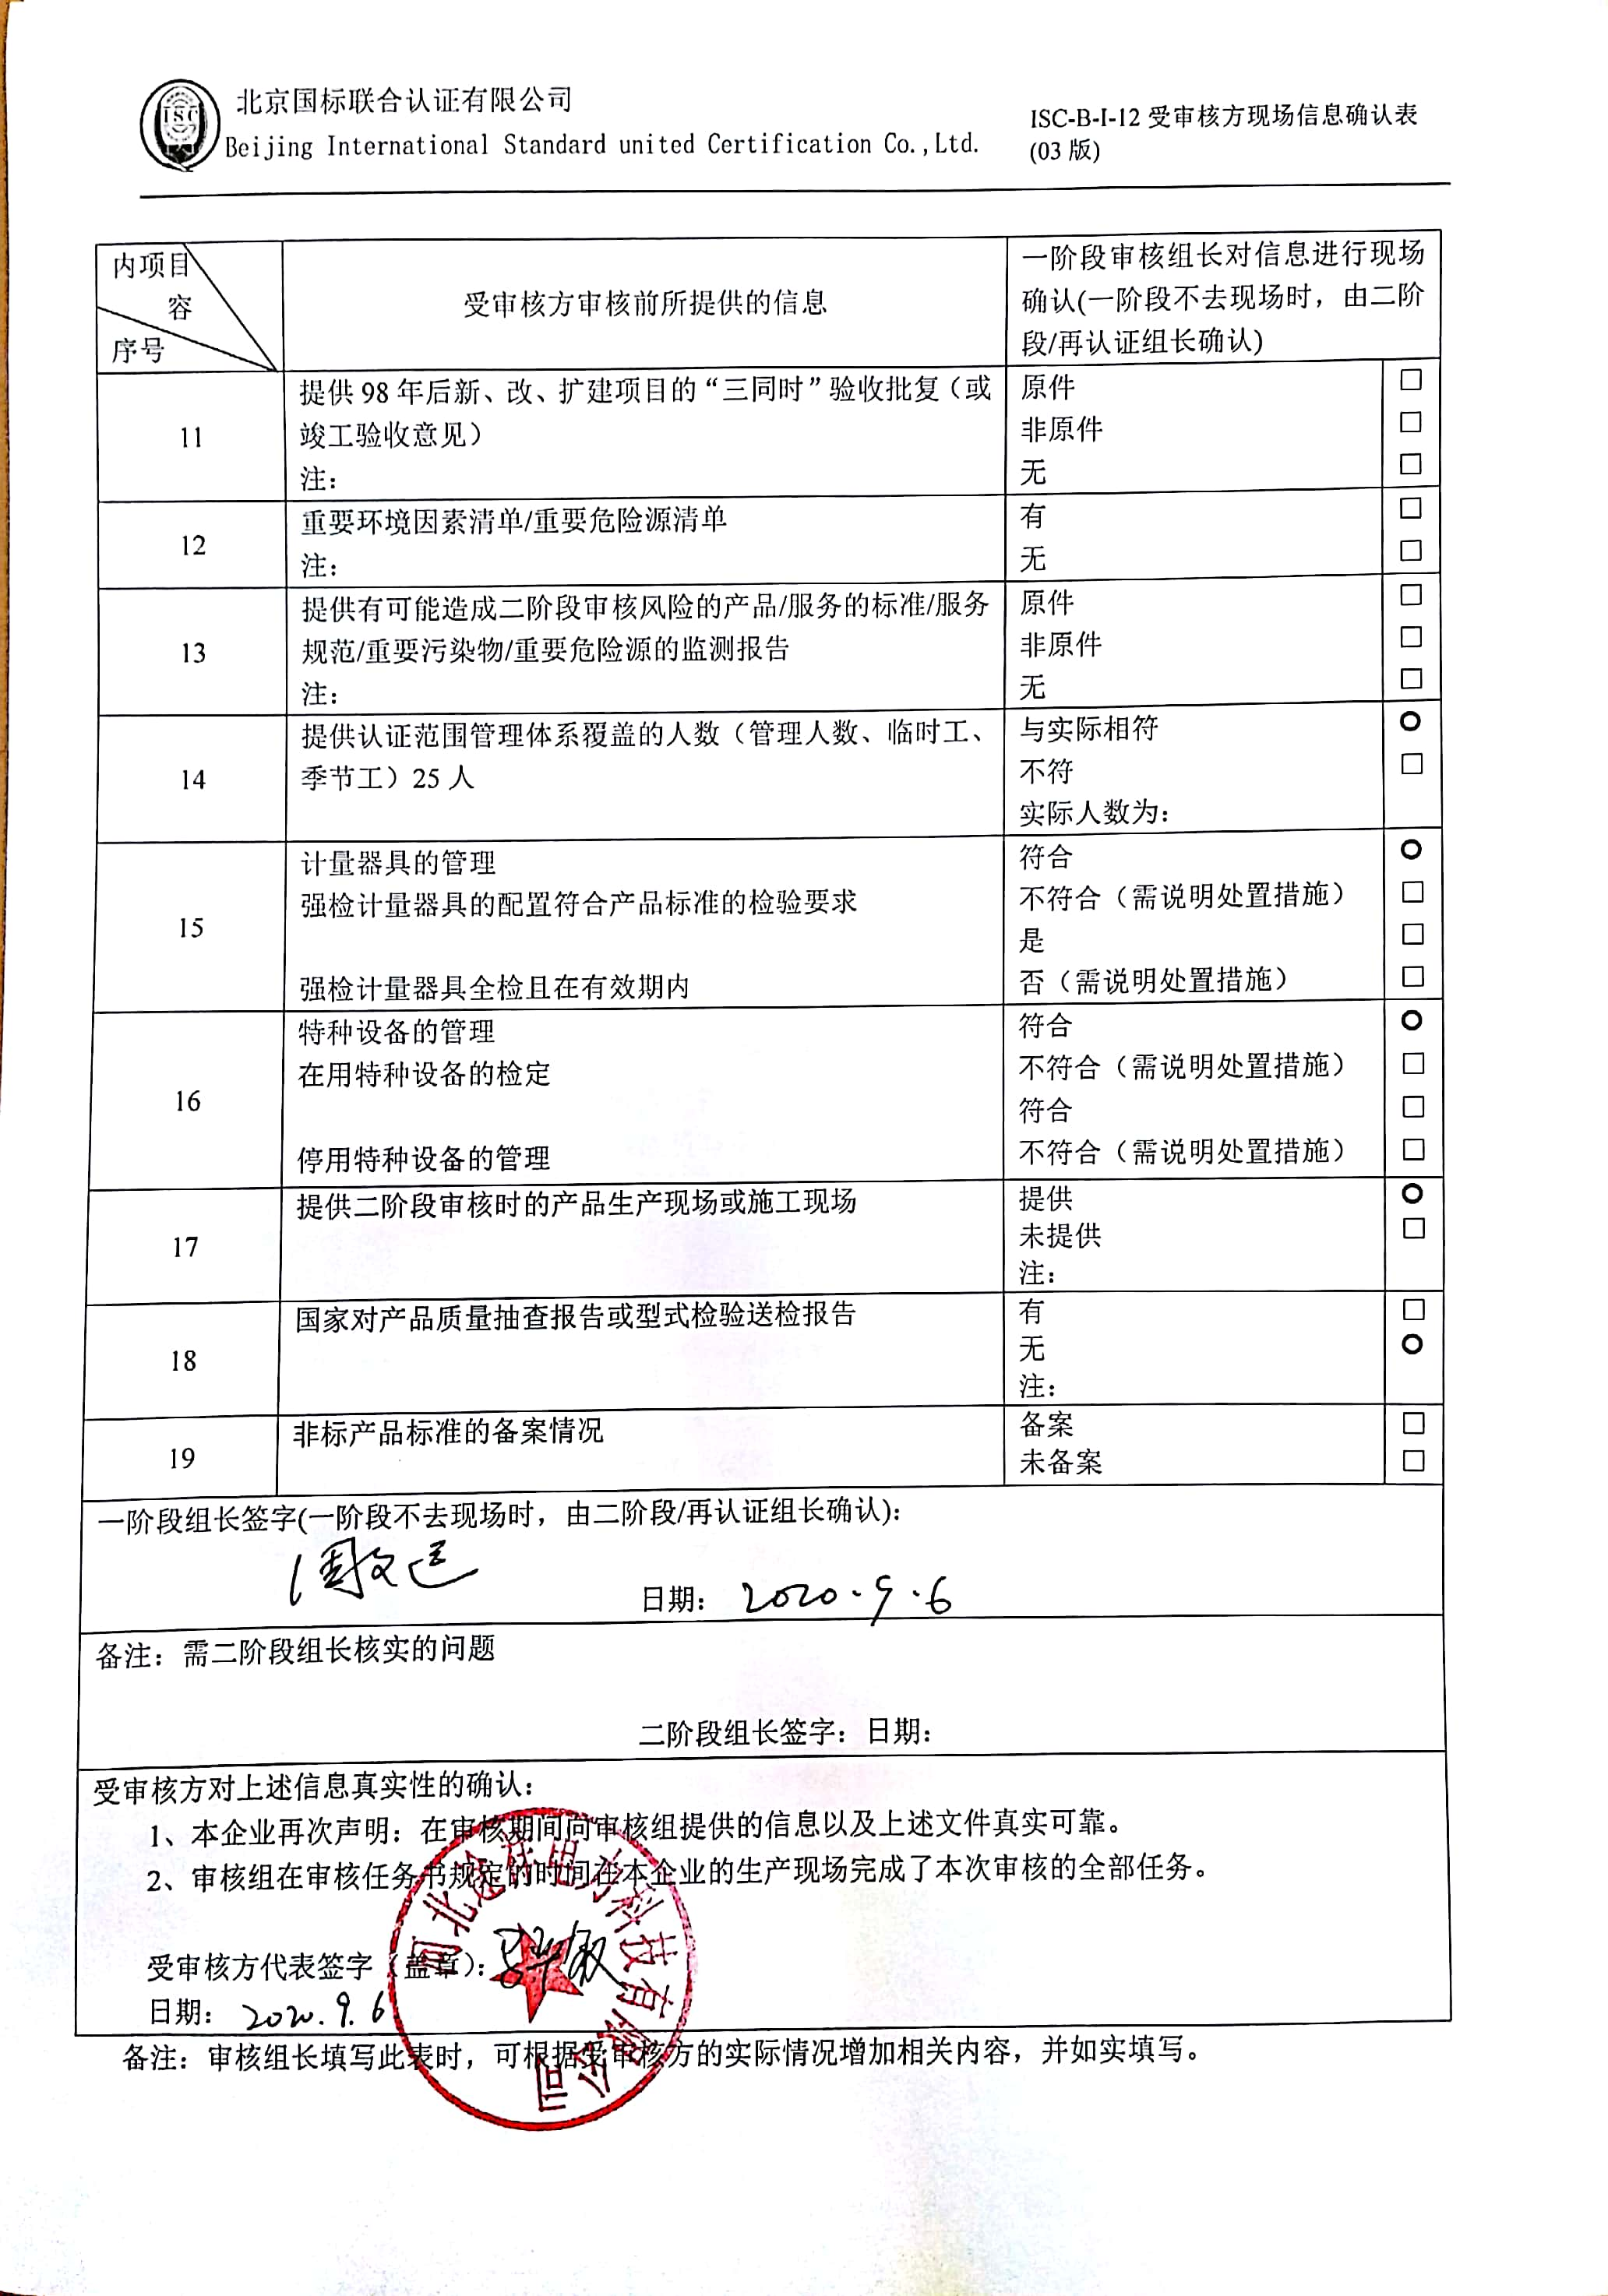 北京国标联合认证有限公司
Beijing International Standard united Certification Co.,Ltd.
ISC-B-I-12 受审核方现场信息确认表
(03 版)
ISC
内项目
容
序号
受审核方审核前所提供的信息
一阶段审核组长对信息进行现场
确认(一阶段不去现场时，由二阶
段/再认证组长确认)
11
提供 98 年后新、改、扩建项目的“三同时”验收批复（或
竣工验收意见）
注：
原件 □
非原件 □
无 □
12
重要环境因素清单/重要危险源清单
注：
有 □
无 □
13
提供有可能造成二阶段审核风险的产品/服务的标准/服务
规范/重要污染物/重要危险源的监测报告
注：
原件 □
非原件 □
无 □
14
提供认证范围管理体系覆盖的人数（管理人数、临时工、
季节工）25 人
与实际相符 ○
不符 □
实际人数为：
15
计量器具的管理
强检计量器具的配置符合产品标准的检验要求
强检计量器具全检且在有效期内
符合 ○
不符合（需说明处置措施） □
是 □
否（需说明处置措施） □
16
特种设备的管理
在用特种设备的检定
停用特种设备的管理
符合 ○
不符合（需说明处置措施） □
符合 □
不符合（需说明处置措施） □
17
提供二阶段审核时的产品生产现场或施工现场
提供 ○
未提供 □
注：
18
国家对产品质量抽查报告或型式检验送检报告
有 □
无 ○
注：
19
非标产品标准的备案情况
备案 □
未备案 □
一阶段组长签字(一阶段不去现场时，由二阶段/再认证组长确认)：
日期： 2020.9.6
备注：需二阶段组长核实的问题
二阶段组长签字：日期：
受审核方对上述信息真实性的确认：
1、本企业再次声明：在审核期间向审核组提供的信息以及上述文件真实可靠。
2、审核组在审核任务书规定的时间在本企业的生产现场完成了本次审核的全部任务。
受审核方代表签字（盖章）：
日期： 2020.9.6
备注：审核组长填写此表时，可根据受审核方的实际情况增加相关内容，并如实填写。